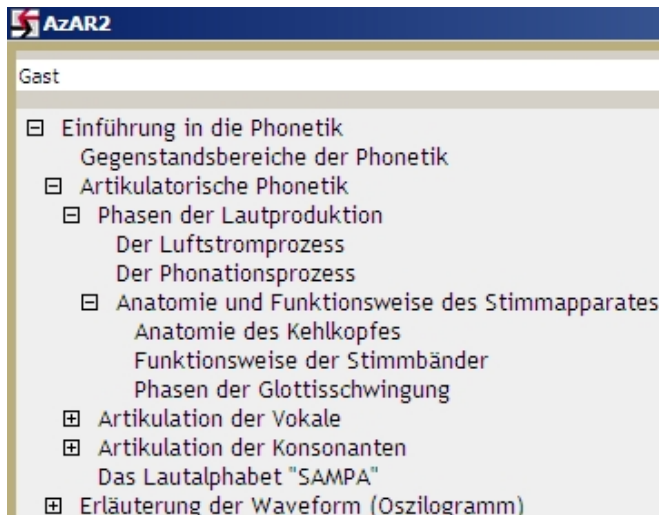 AzAR2
Gast
Einführung in die Phonetik
Gegenstandsbereiche der Phonetik
Artikulatorische Phonetik
Phasen der Lautproduktion
Der Luftstromprozess
Der Phonationsprozess
Anatomie und Funktionsweise des Stimmapparates
Anatomie des Kehlkopfes
Funktionsweise der Stimmbänder
Phasen der Glottisschwingung
Artikulation der Vokale
Artikulation der Konsonanten
Das Lautalphabet "SAMPA"
Erläuterung der Waveform (Oszilogramm)